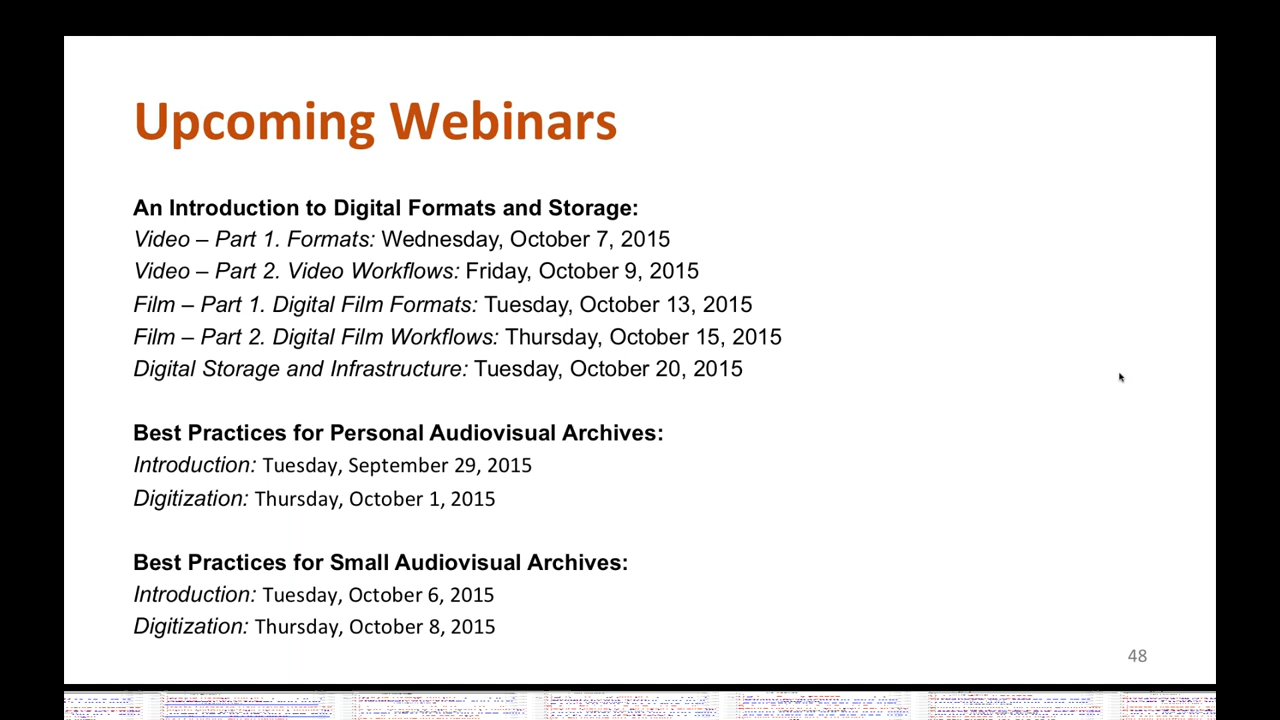 Upcoming Webinars
An Introduction to Digital Formats and Storage:
Video – Part 1. Formats: Wednesday, October 7, 2015
Video – Part 2. Video Workflows: Friday, October 9, 2015
Film – Part 1. Digital Film Formats: Tuesday, October 13, 2015
Film – Part 2. Digital Film Workflows: Thursday, October 15, 2015
Digital Storage and Infrastructure: Tuesday, October 20, 2015
Best Practices for Personal Audiovisual Archives:
Introduction: Tuesday, September 29, 2015
Digitization: Thursday, October 1, 2015
Best Practices for Small Audiovisual Archives:
Introduction: Tuesday, October 6, 2015
Digitization: Thursday, October 8, 2015
48